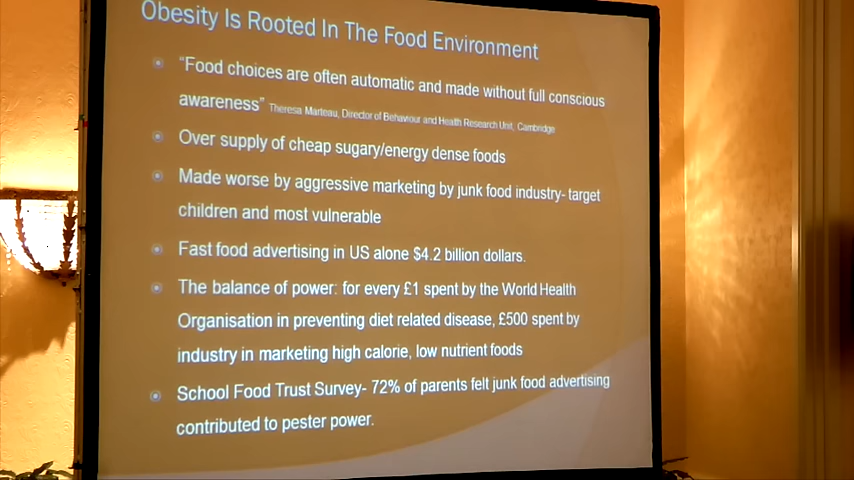 Obesity Is Rooted In The Food Environment
"Food choices are often automatic and made without full conscious
awareness" Theresa Marteau, Director of Behaviour and Health Research Unit, Cambridge
Over supply of cheap sugary/energy dense foods
Made worse by aggressive marketing by junk food industry- target
children and most vulnerable
Fast food advertising in US alone $4.2 billion dollars.
The balance of power: for every £1 spent by the World Health
Organisation in preventing diet related disease, £500 spent by
industry in marketing high calorie, low nutrient foods
School Food Trust Survey- 72% of parents felt junk food advertising
contributed to pester power.